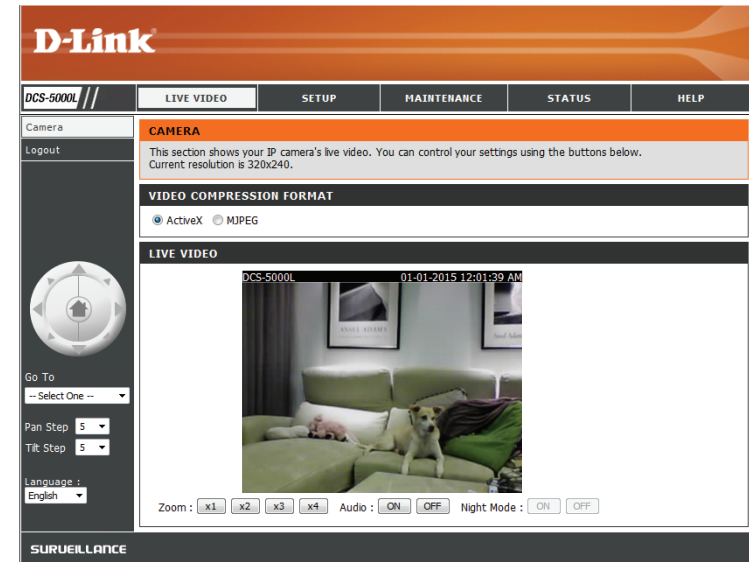 D-Link
DCS-5000L // LIVE VIDEO SETUP MAINTENANCE STATUS HELP
Camera
Logout
CAMERA
This section shows your IP camera's live video. You can control your settings using the buttons below.
Current resolution is 320x240.
VIDEO COMPRESSION FORMAT
ActiveX MJPEG
LIVE VIDEO
DCS-5000L 01-01-2015 12:01:39 AM
ANSEL ADAMS
Go To
-- Select One --
Pan Step 5
Tilt Step 5
Language :
English
Zoom : x1 x2 x3 x4 Audio : ON OFF Night Mode : ON OFF
SURVEILLANCE